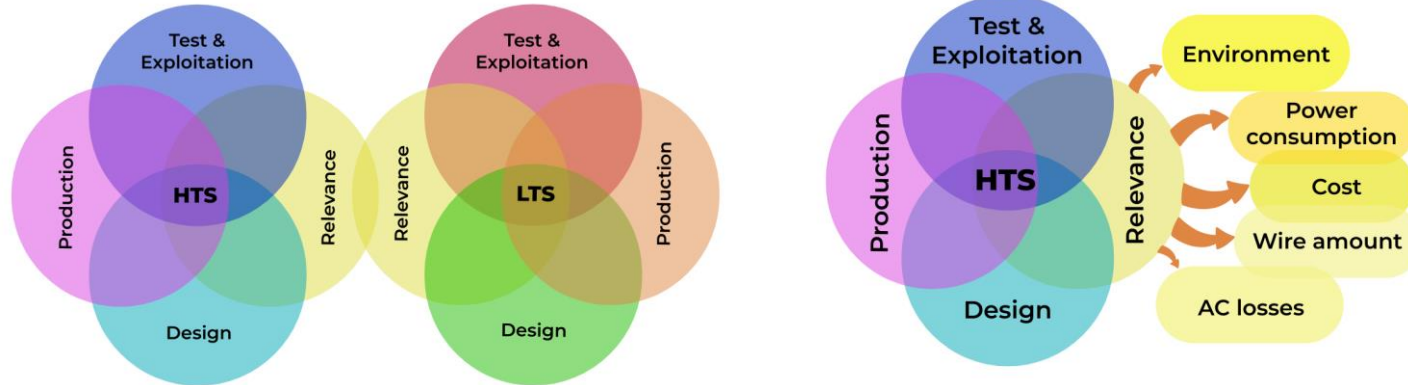 Test &
Exploitation
Production
HTS
Relevance
Design
Test &
Exploitation
Relevance
LTS
Production
Design
Test &
Exploitation
Production
HTS
Relevance
Design
Environment
Power
consumption
Cost
Wire amount
AC losses